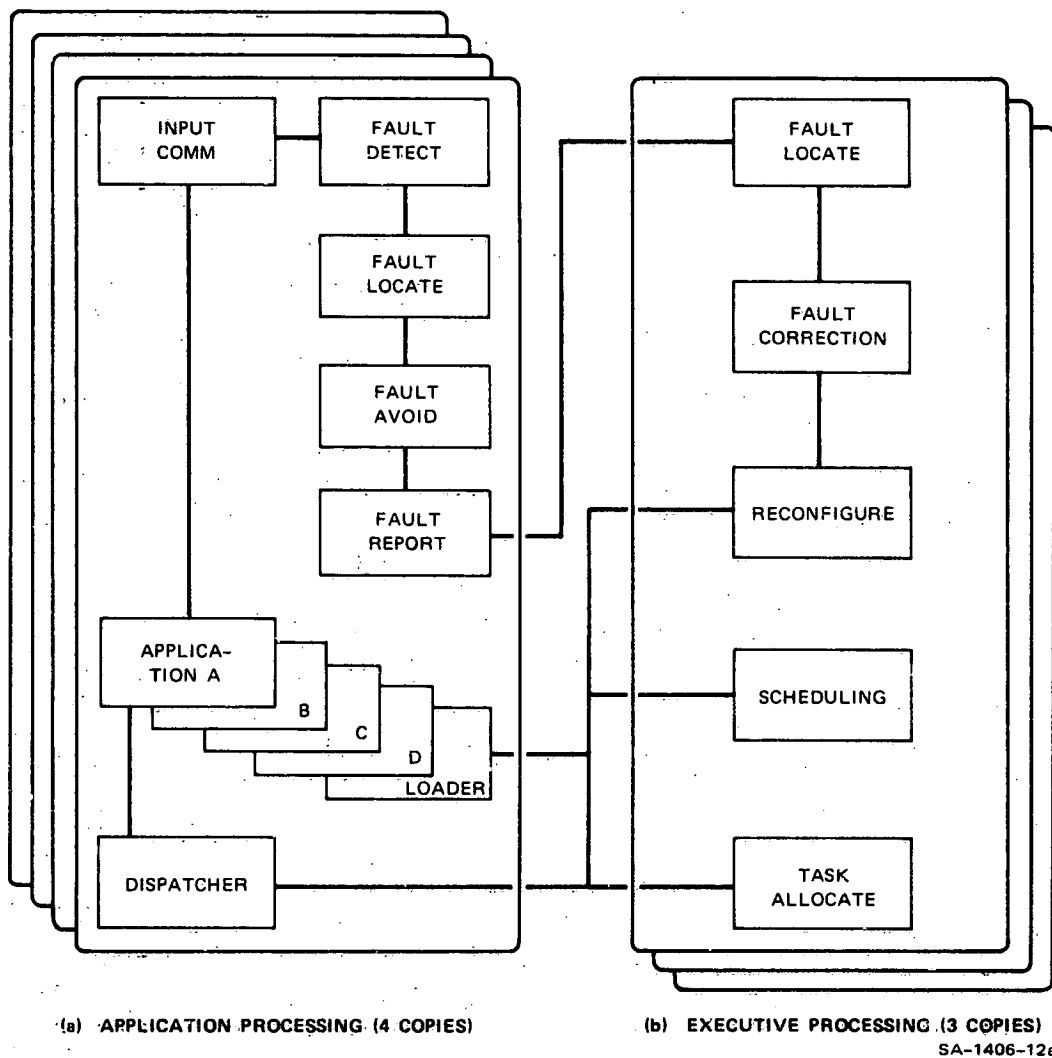 INPUT
COMM
FAULT
DETECT
FAULT
LOCATE
FAULT
AVOID
FAULT
REPORT
APPLICA-
TION A
B
C
D
LOADER
DISPATCHER
FAULT
LOCATE
FAULT
CORRECTION
RECONFIGURE
SCHEDULING
TASK
ALLOCATE
(a) APPLICATION PROCESSING (4 COPIES)
(b) EXECUTIVE PROCESSING (3 COPIES)